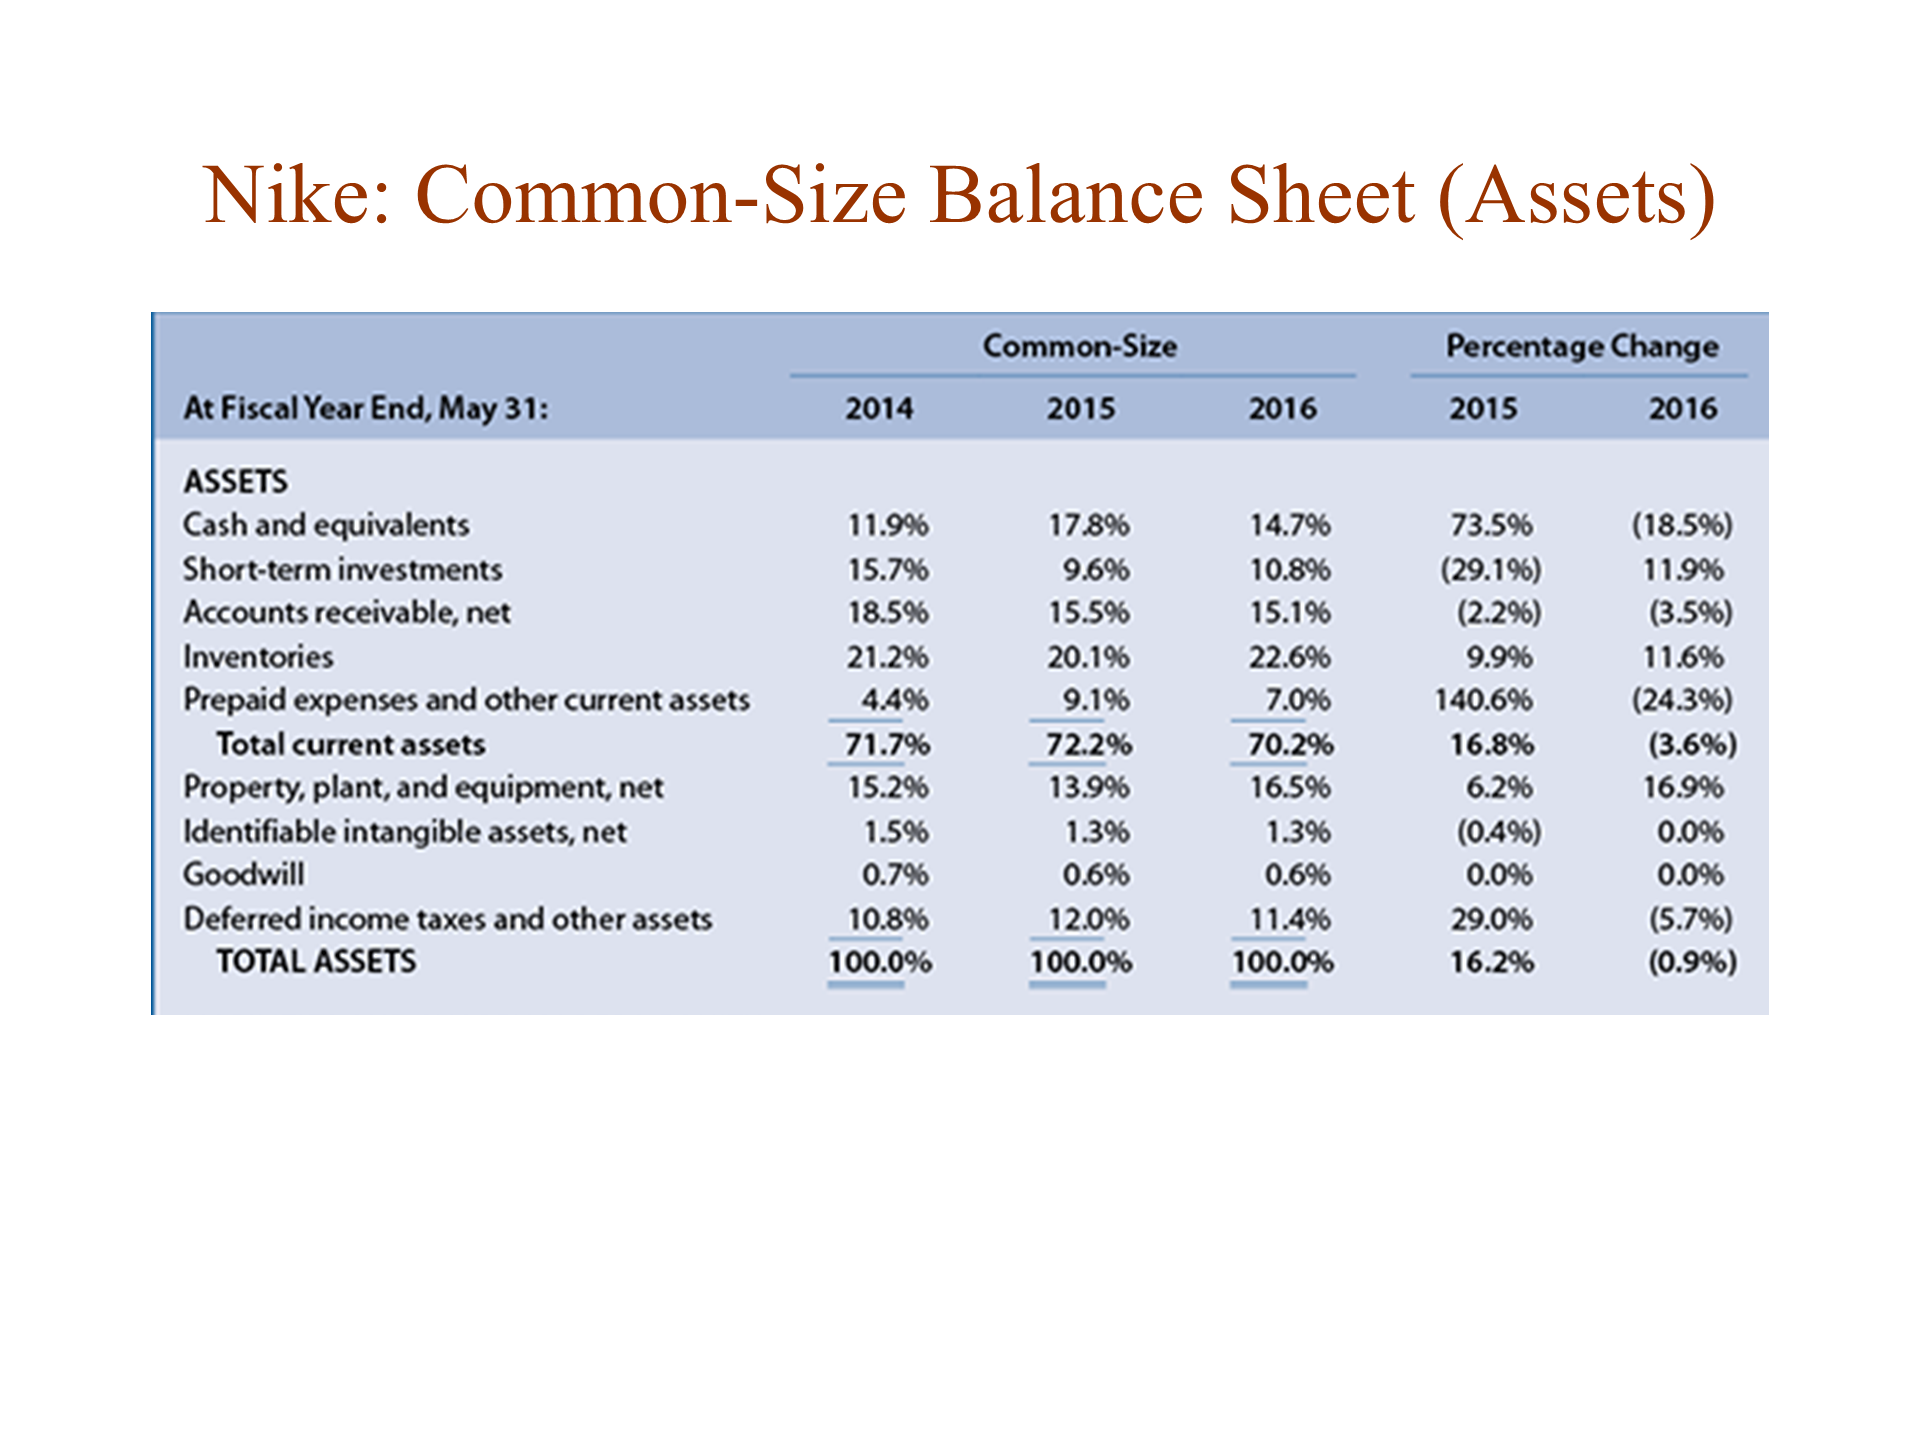 Nike: Common-Size Balance Sheet (Assets)
Common-Size Percentage Change
At Fiscal Year End, May 31: 2014 2015 2016 2015 2016
ASSETS
Cash and equivalents 11.9% 17.8% 14.7% 73.5% (18.5%)
Short-term investments 15.7% 9.6% 10.8% (29.1%) 11.9%
Accounts receivable, net 18.5% 15.5% 15.1% (2.2%) (3.5%)
Inventories 21.2% 20.1% 22.6% 9.9% 11.6%
Prepaid expenses and other current assets 4.4% 9.1% 7.0% 140.6% (24.3%)
Total current assets 71.7% 72.2% 70.2% 16.8% (3.6%)
Property, plant, and equipment, net 15.2% 13.9% 16.5% 6.2% 16.9%
Identifiable intangible assets, net 1.5% 1.3% 1.3% (0.4%) 0.0%
Goodwill 0.7% 0.6% 0.6% 0.0% 0.0%
Deferred income taxes and other assets 10.8% 12.0% 11.4% 29.0% (5.7%)
TOTAL ASSETS 100.0% 100.0% 100.0% 16.2% (0.9%)